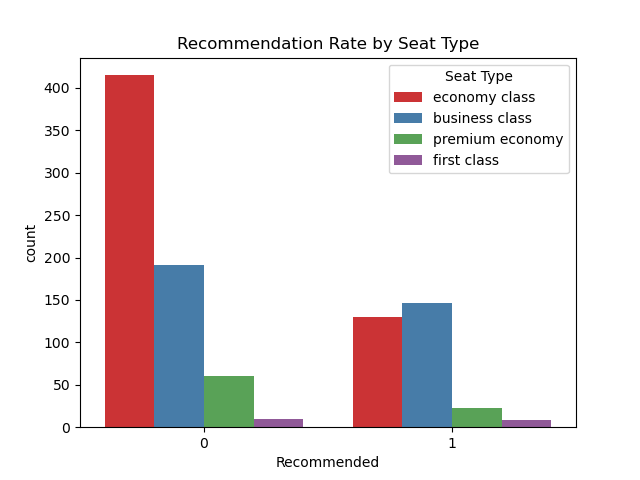 Recommendation Rate by Seat Type
Seat Type
economy class
business class
premium economy
first class
count
400
350
300
250
200
150
100
50
0
0
1
Recommended